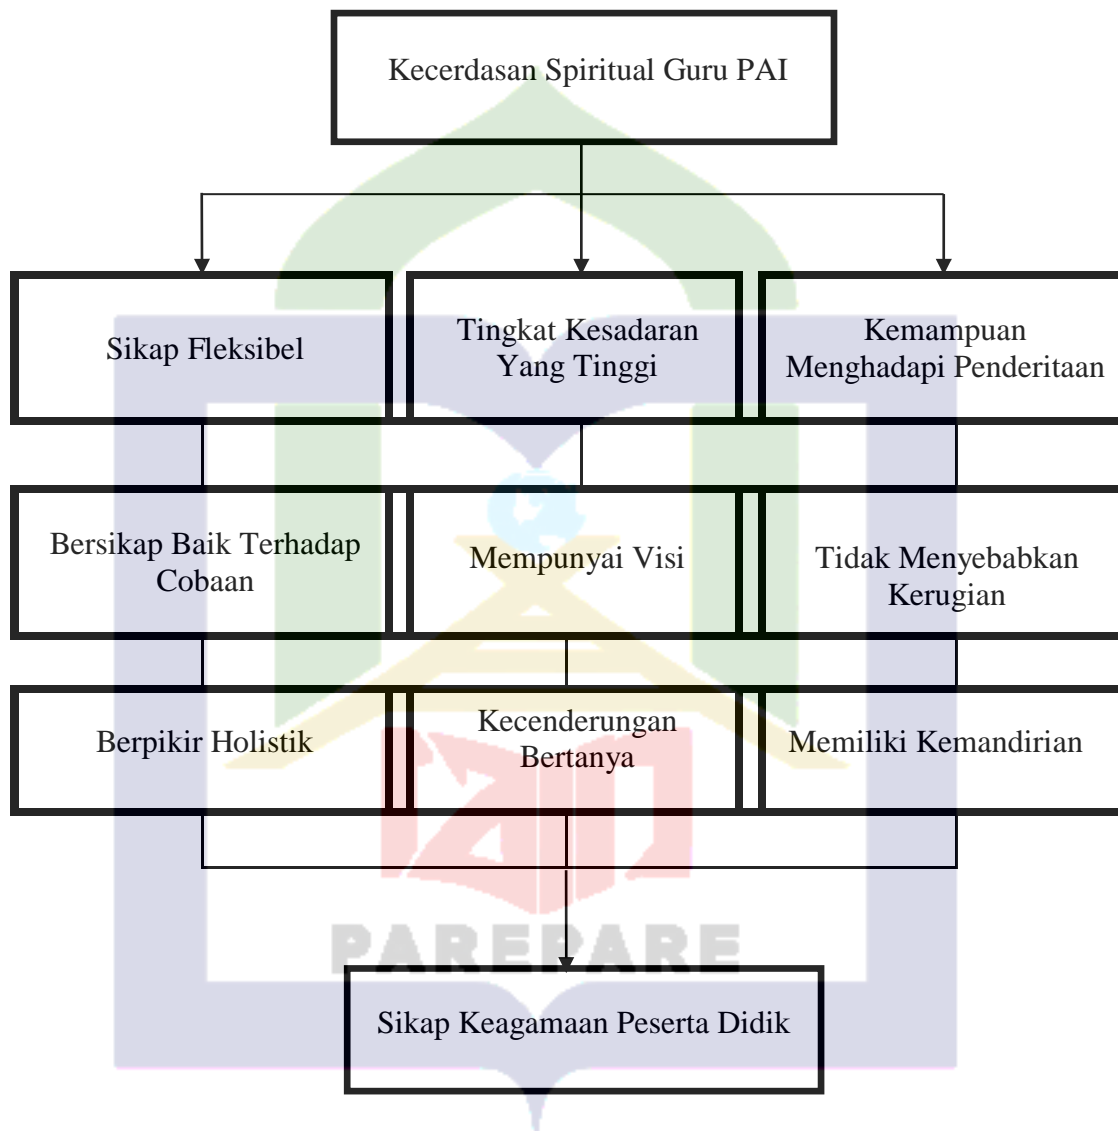 Kecerdasan Spiritual Guru PAI
Sikap Fleksibel
Tingkat Kesadaran
Yang Tinggi
Kemampuan
Menghadapi Penderitaan
Bersikap Baik Terhadap
Cobaan
Mempunyai Visi
Tidak Menyebabkan
Kerugian
Berpikir Holistik
Kecenderungan
Bertanya
Memiliki Kemandirian
iain
PAREPARE
Sikap Keagamaan Peserta Didik